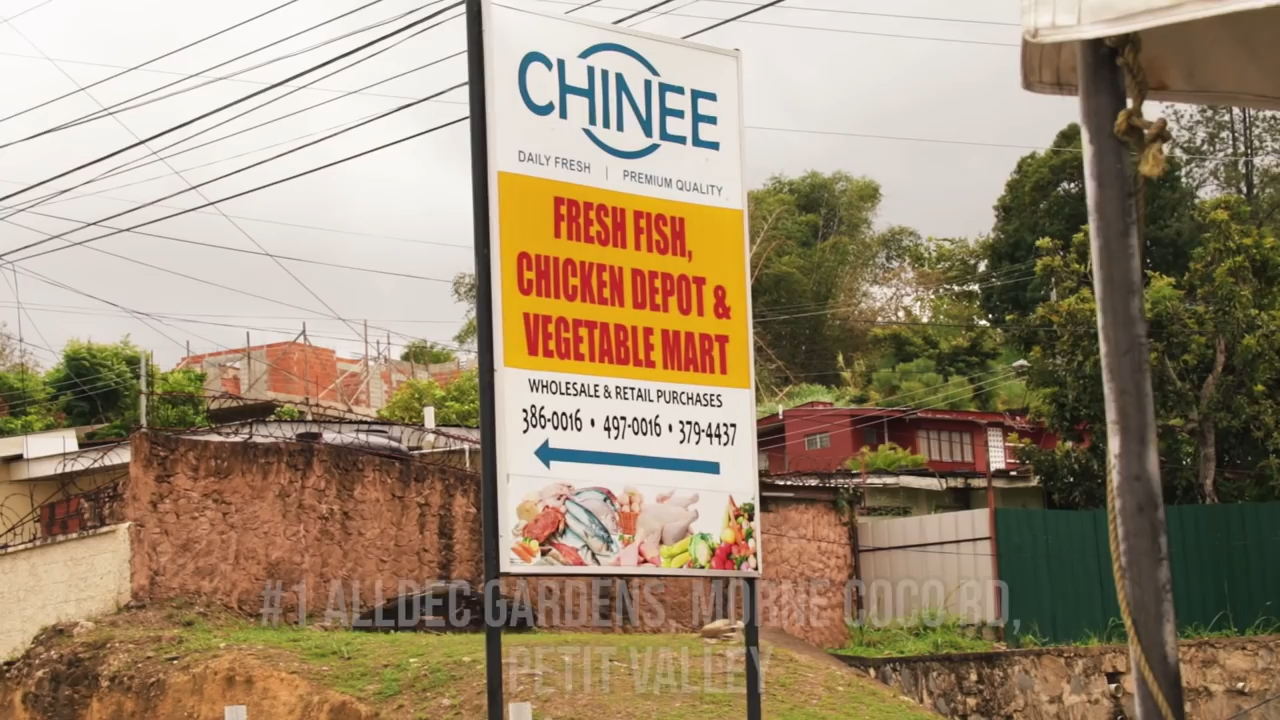 CHINEE
DAILY FRESH | PREMIUM QUALITY
FRESH FISH,
CHICKEN DEPOT &
VEGETABLE MART
WHOLESALE & RETAIL PURCHASES
386-0016 • 497-0016 • 379-4437
#1 ALLDEC GARDENS, MORNE COCO RD,
PETIT VALLEY